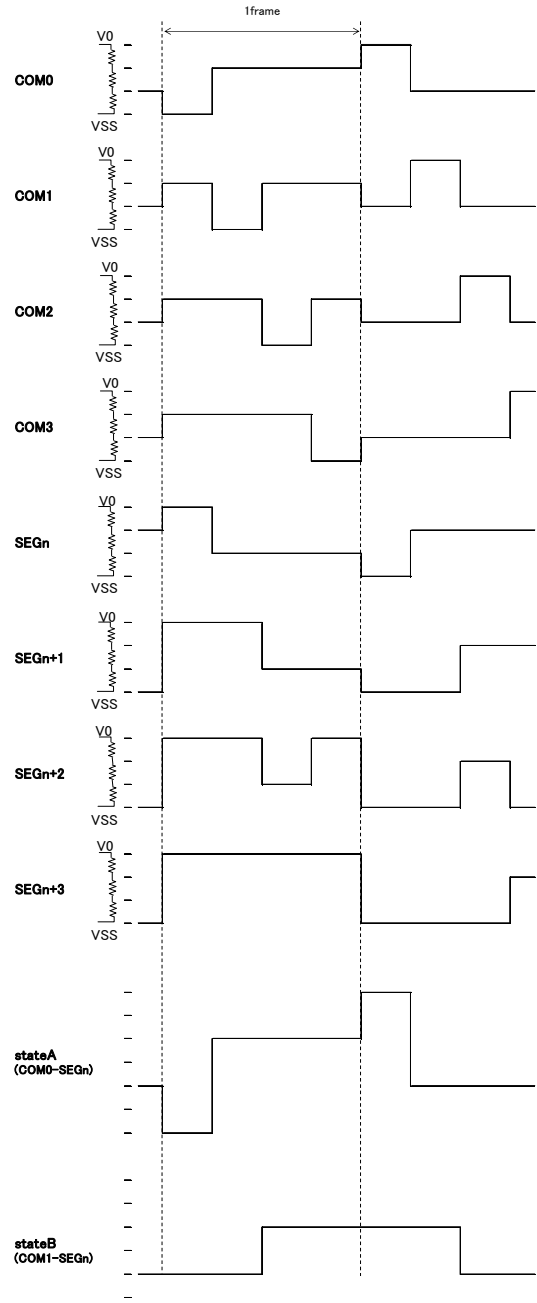 1frame
V0
COM0
VSS
V0
COM1
VSS
V0
COM2
VSS
V0
COM3
VSS
V0
SEGn
VSS
V0
SEGn+1
VSS
V0
SEGn+2
VSS
V0
SEGn+3
VSS
stateA
(COM0-SEGn)
stateB
(COM1-SEGn)